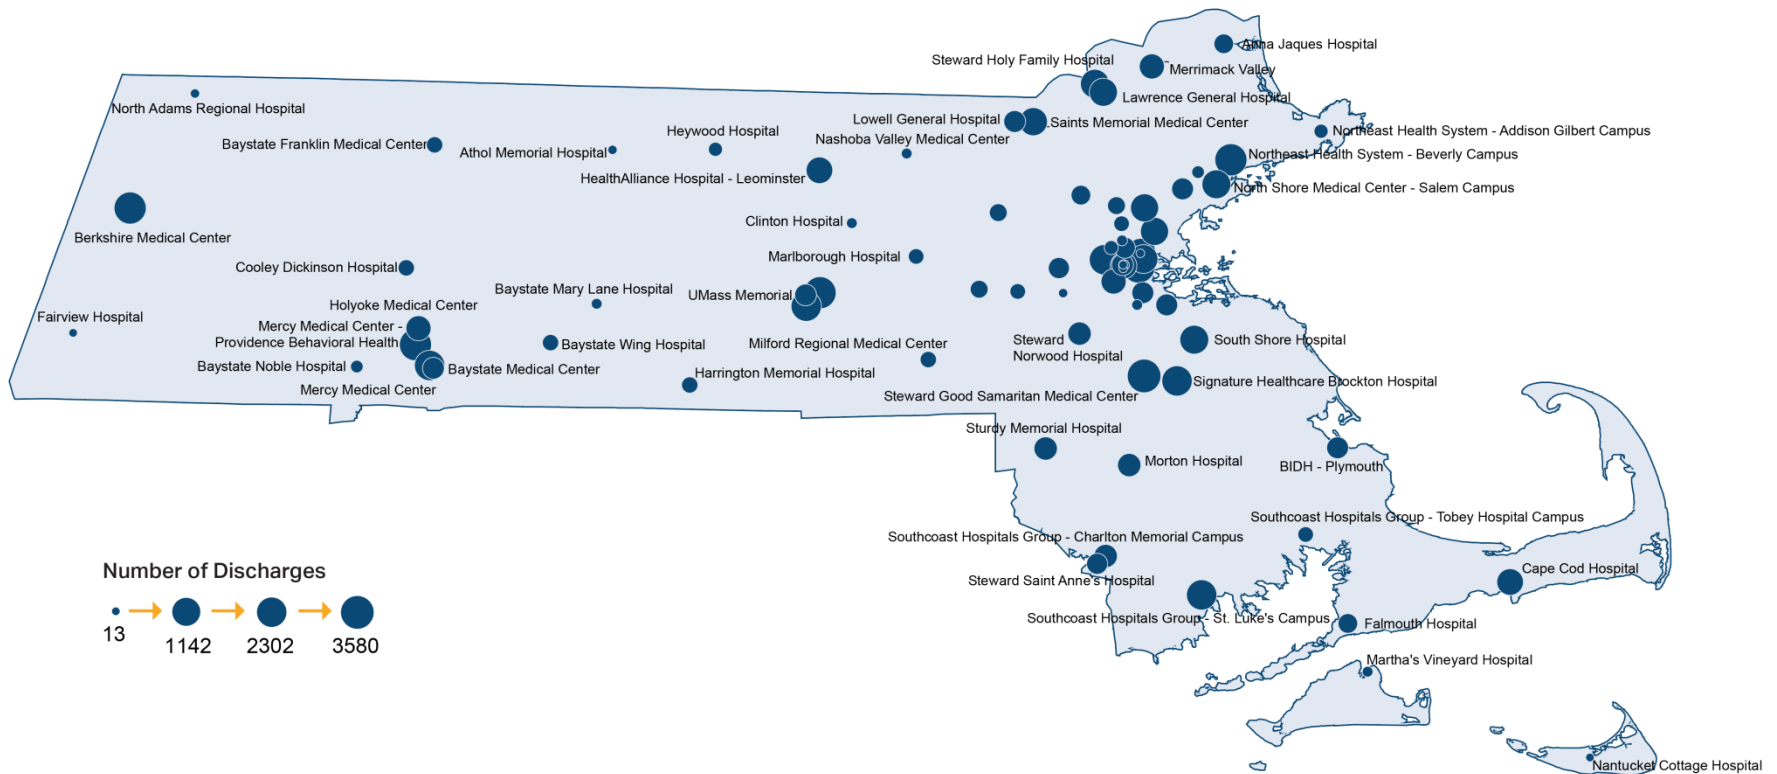 Anna Jaques Hospital
Steward Holy Family Hospital
Merrimack Valley
Lawrence General Hospital
North Adams Regional Hospital
Lowell General Hospital
Saints Memorial Medical Center
Heywood Hospital
Northeast Health System - Addison Gilbert Campus
Nashoba Valley Medical Center
Baystate Franklin Medical Center
Athol Memorial Hospital
Northeast Health System - Beverly Campus
HealthAlliance Hospital - Leominster
North Shore Medical Center - Salem Campus
Clinton Hospital
Berkshire Medical Center
Marlborough Hospital
Cooley Dickinson Hospital
Baystate Mary Lane Hospital
UMass Memorial
Holyoke Medical Center
Fairview Hospital
Mercy Medical Center -
Providence Behavioral Health
Baystate Wing Hospital
Milford Regional Medical Center
Steward
Norwood Hospital
South Shore Hospital
Baystate Noble Hospital
Baystate Medical Center
Harrington Memorial Hospital
Signature Healthcare Brockton Hospital
Mercy Medical Center
Steward Good Samaritan Medical Center
Sturdy Memorial Hospital
Morton Hospital
BIDH - Plymouth
Southcoast Hospitals Group - Tobey Hospital Campus
Southcoast Hospitals Group - Charlton Memorial Campus
Cape Cod Hospital
Steward Saint Anne's Hospital
Southcoast Hospitals Group - St. Luke's Campus
Falmouth Hospital
Martha's Vineyard Hospital
Nantucket Cottage Hospital
Number of Discharges
13 1142 2302 3580